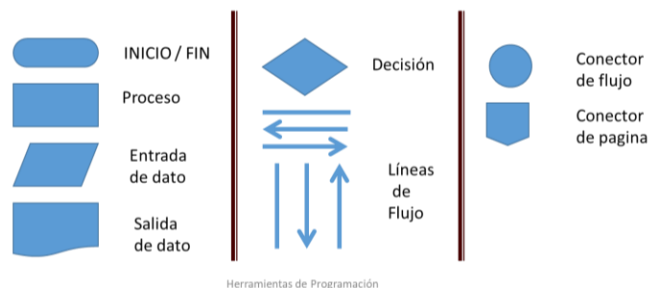 INICIO / FIN
Proceso
Entrada
de dato
Salida
de dato
Decisión
Líneas
de
Flujo
Conector
de flujo
Conector
de pagina
Herramientas de Programación